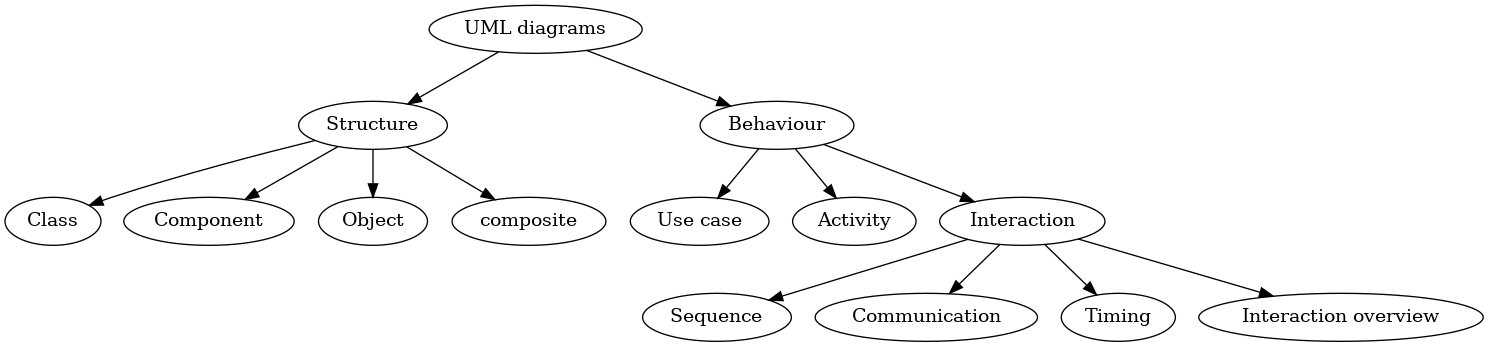 UML diagrams
Structure
Behaviour
Class
Component
Object
composite
Use case
Activity
Interaction
Sequence
Communication
Timing
Interaction overview